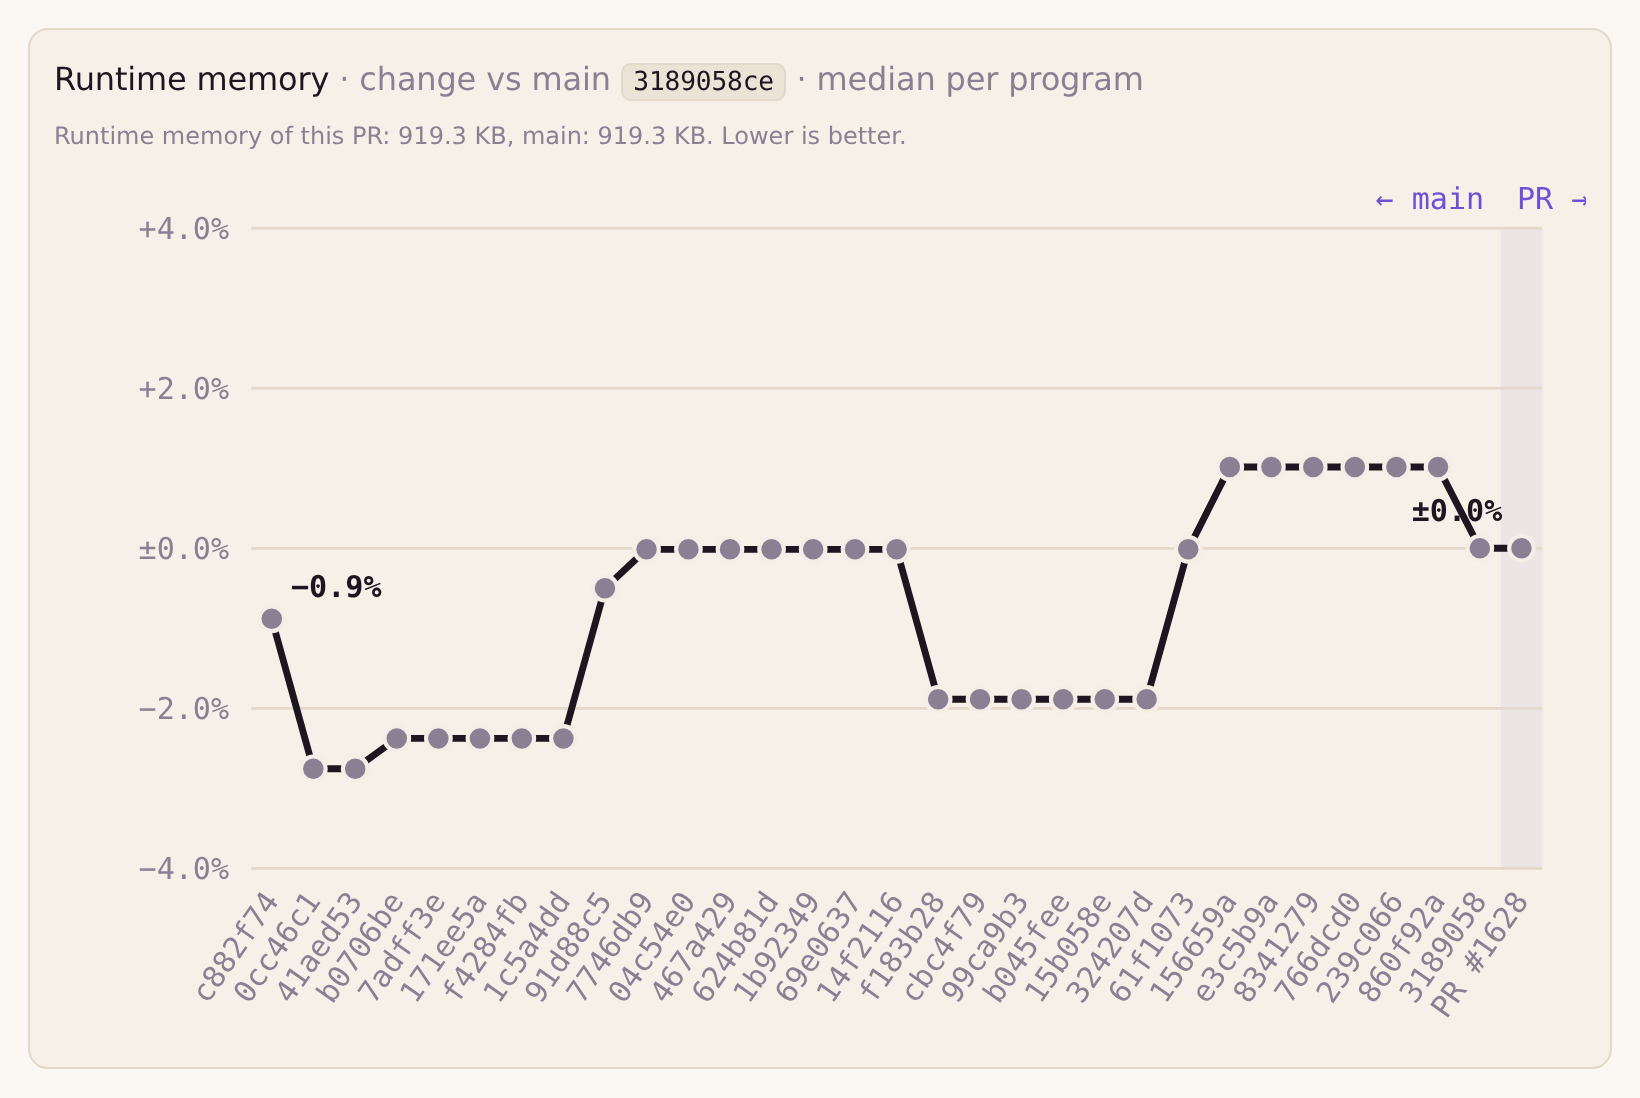 Runtime memory · change vs main 3189058ce · median per program
Runtime memory of this PR: 919.3 KB, main: 919.3 KB. Lower is better.
← main PR →
+4.0%
+2.0%
±0.0%
−2.0%
−4.0%
−0.9%
±0.0%
c882f74
0cc46c1
41aed53
b0706be
7adff3e
171ee5a
f4284fb
1c5a4dd
91d88c5
7746db9
04c54e0
467a429
624b81d
1b92349
69e0637
14f2116
f183b28
cbc4f79
99ca9b3
b045fee
15b058e
324207d
61f1073
156659a
e3c5b9a
8341279
766dcd0
239c066
860f92a
3189058
PR #1628